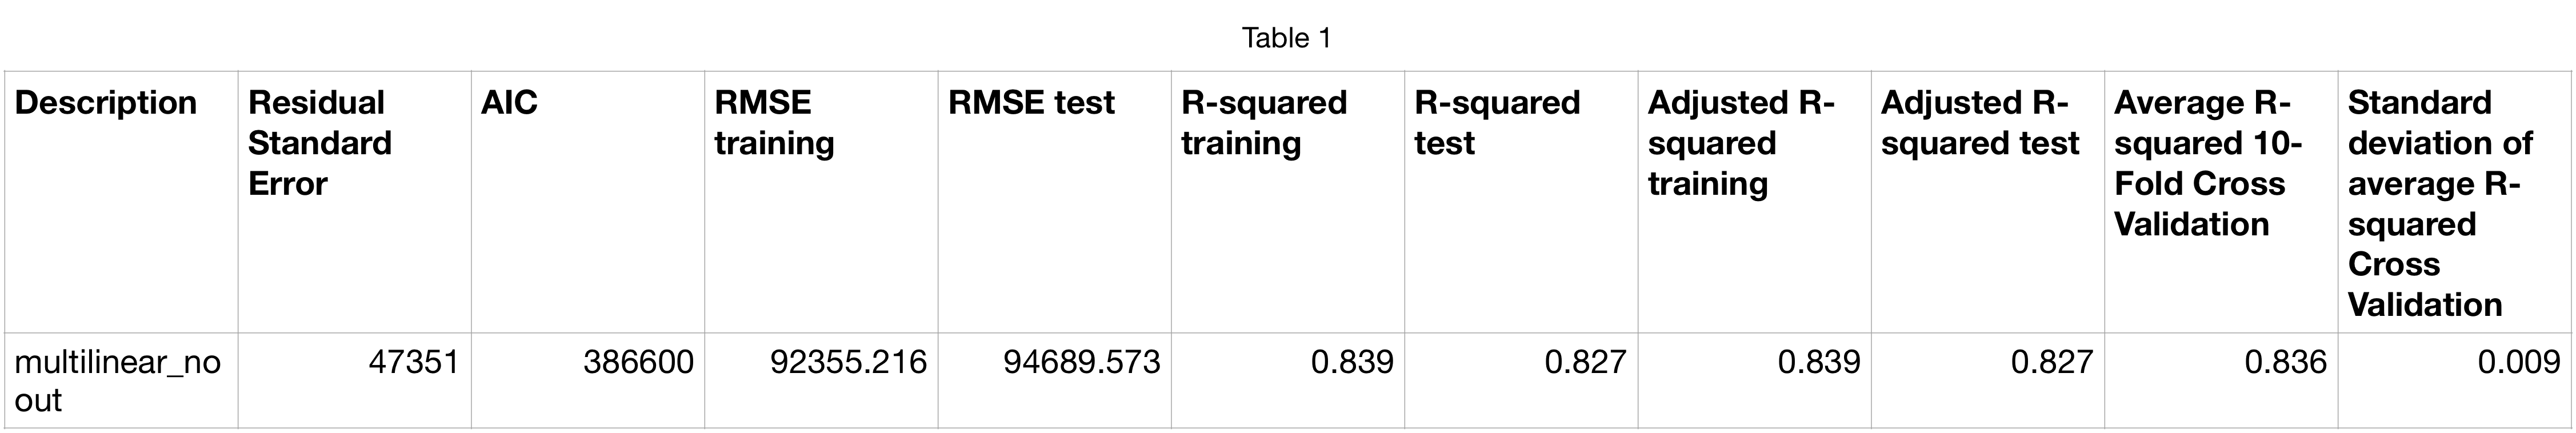 Table 1
Description
Residual
Standard
Error
AIC
RMSE
training
RMSE test
R-squared
training
R-squared
test
Adjusted R-
squared
training
Adjusted R-
squared test
Average R-
squared 10-
Fold Cross
Validation
Standard
deviation of
average R-
squared
Cross
Validation
multilinear_no
out
47351
386600
92355.216
94689.573
0.839
0.827
0.839
0.827
0.836
0.009